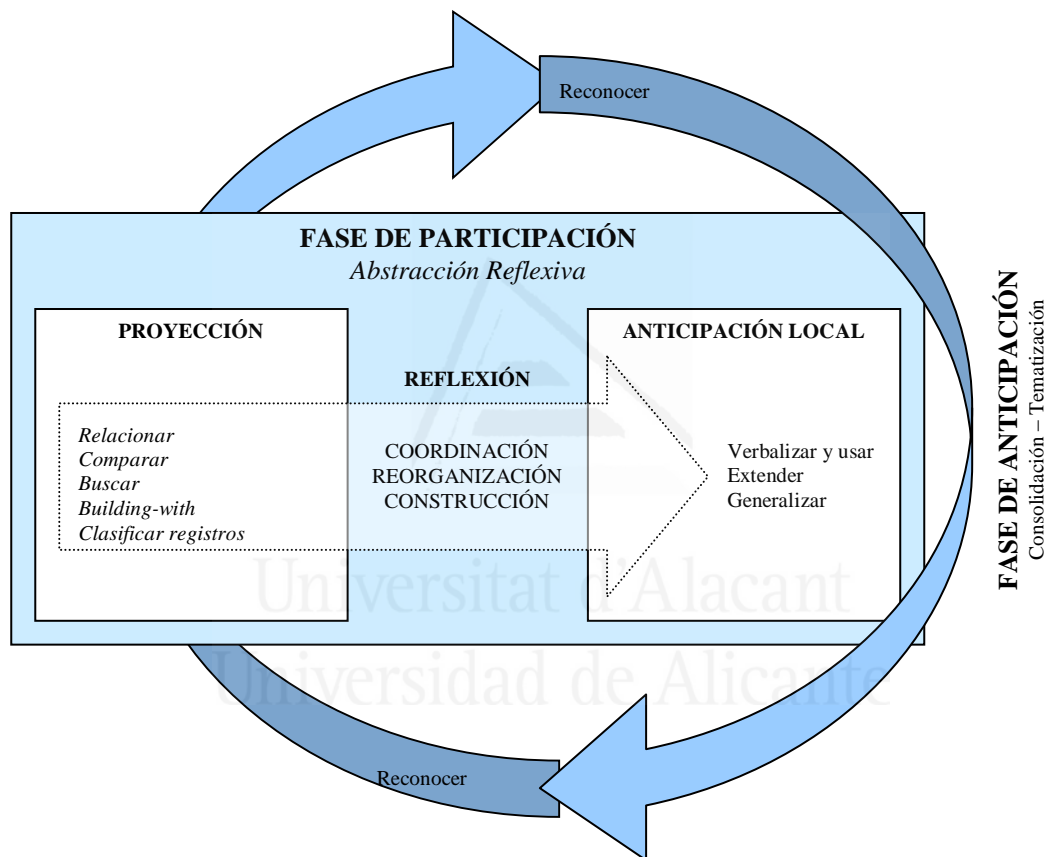 Reconocer
FASE DE PARTICIPACIÓN
Abstracción Reflexiva
PROYECCIÓN
Relacionar
Comparar
Buscar
Building-with
Clasificar registros
REFLEXIÓN
COORDINACIÓN
REORGANIZACIÓN
CONSTRUCCIÓN
ANTICIPACIÓN LOCAL
Verbalizar y usar
Extender
Generalizar
FASE DE ANTICIPACIÓN
Consolidación – Tematización
Universitat d'Alacant
Universidad de Alicante
Reconocer